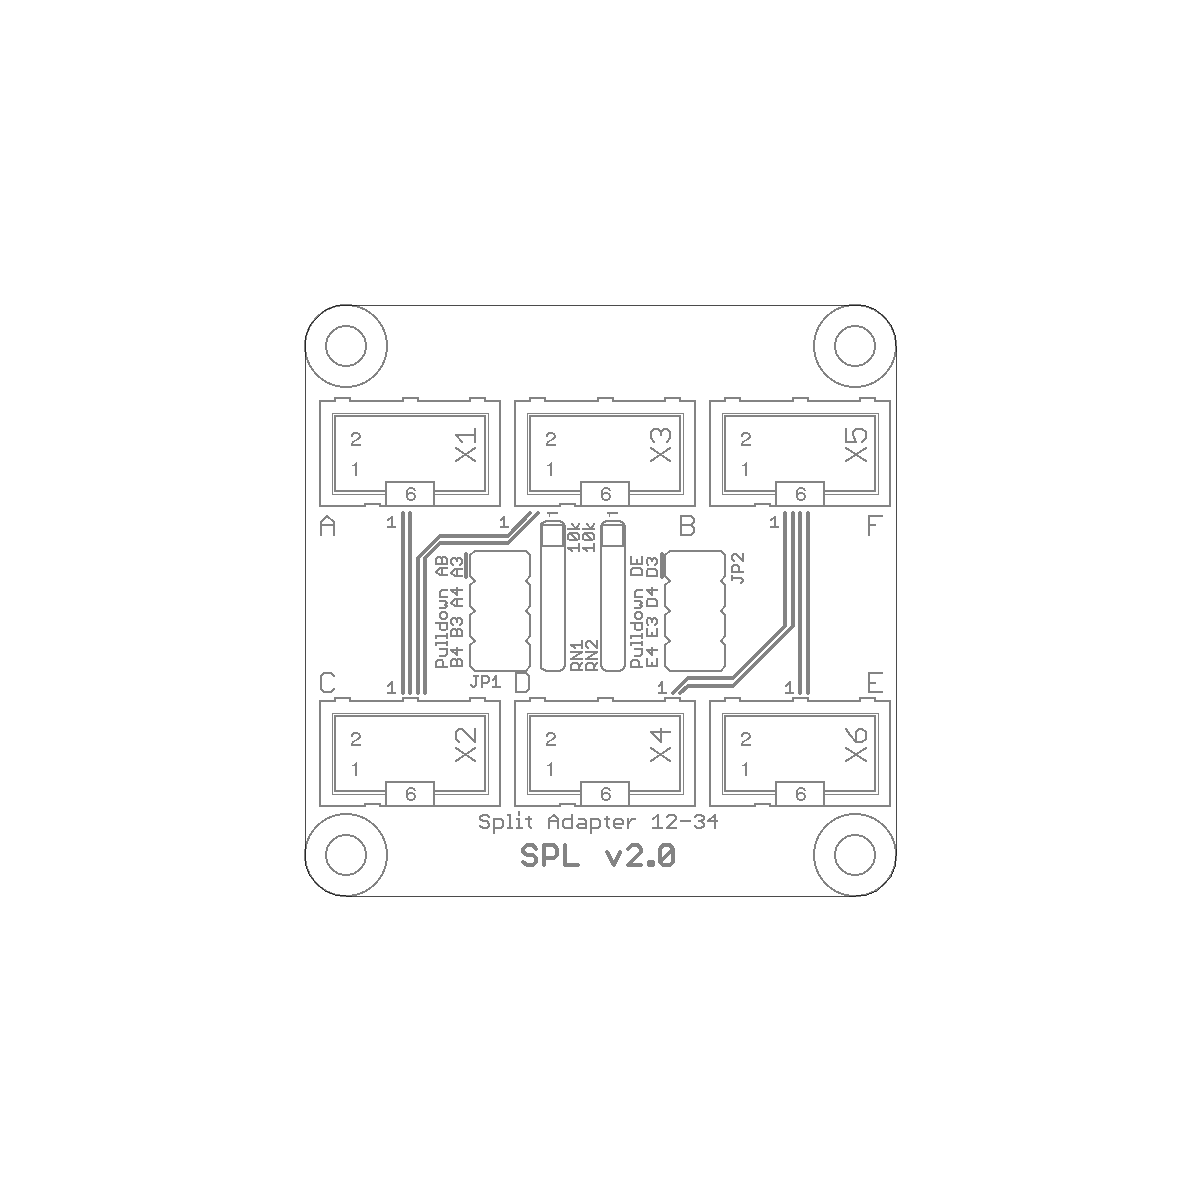 2 X1 2 X3 2 X5
1 1 1
6 6 6
A 1 1 B 1 F
1 10k 10k 1
Pulldown AB
B4 B3 A4 A3
RN1
RN2
Pulldown DE
E4 E3 D4 D3
JP2
C 1 JP1 D 1 1 E
2 X2 2 X4 2 X6
1 1 1
6 6 6
Split Adapter 12-34
SPL v2.0